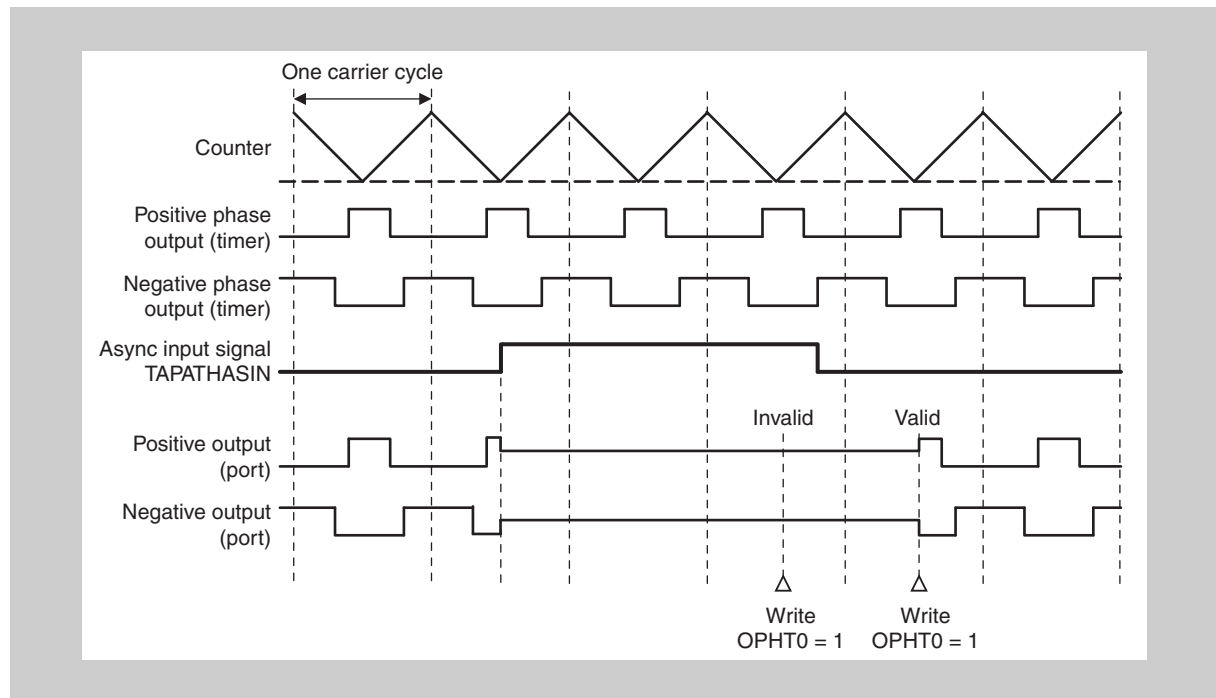 One carrier cycle
Counter
Positive phase
output (timer)
Negative phase
output (timer)
Async input signal
TAPATHASIN
Invalid
Valid
Positive output
(port)
Negative output
(port)
Write
OPHT0 = 1
Write
OPHT0 = 1